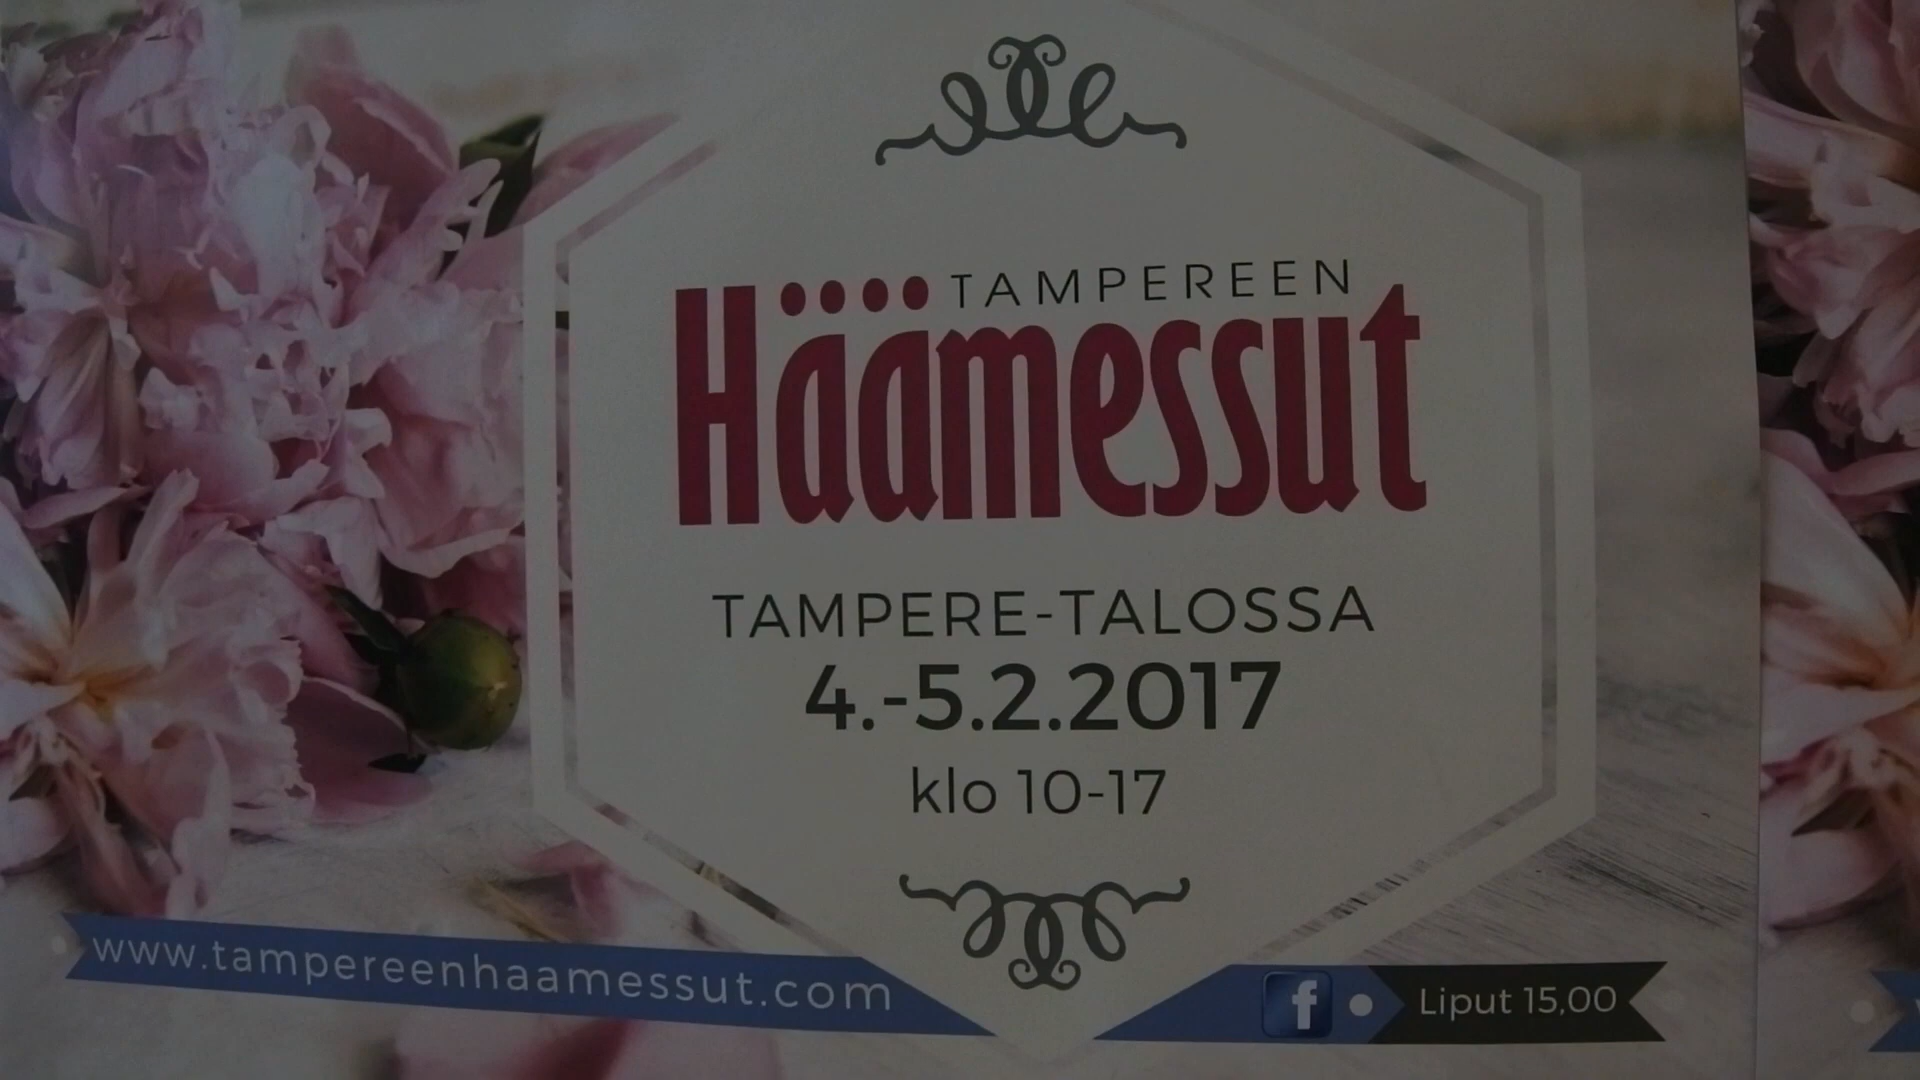 TAMPEREEN
Häämessut
TAMPERE-TALOSSA
4.-5.2.2017
klo 10-17
www.tampereenhaamessut.com
f
Liput 15,00